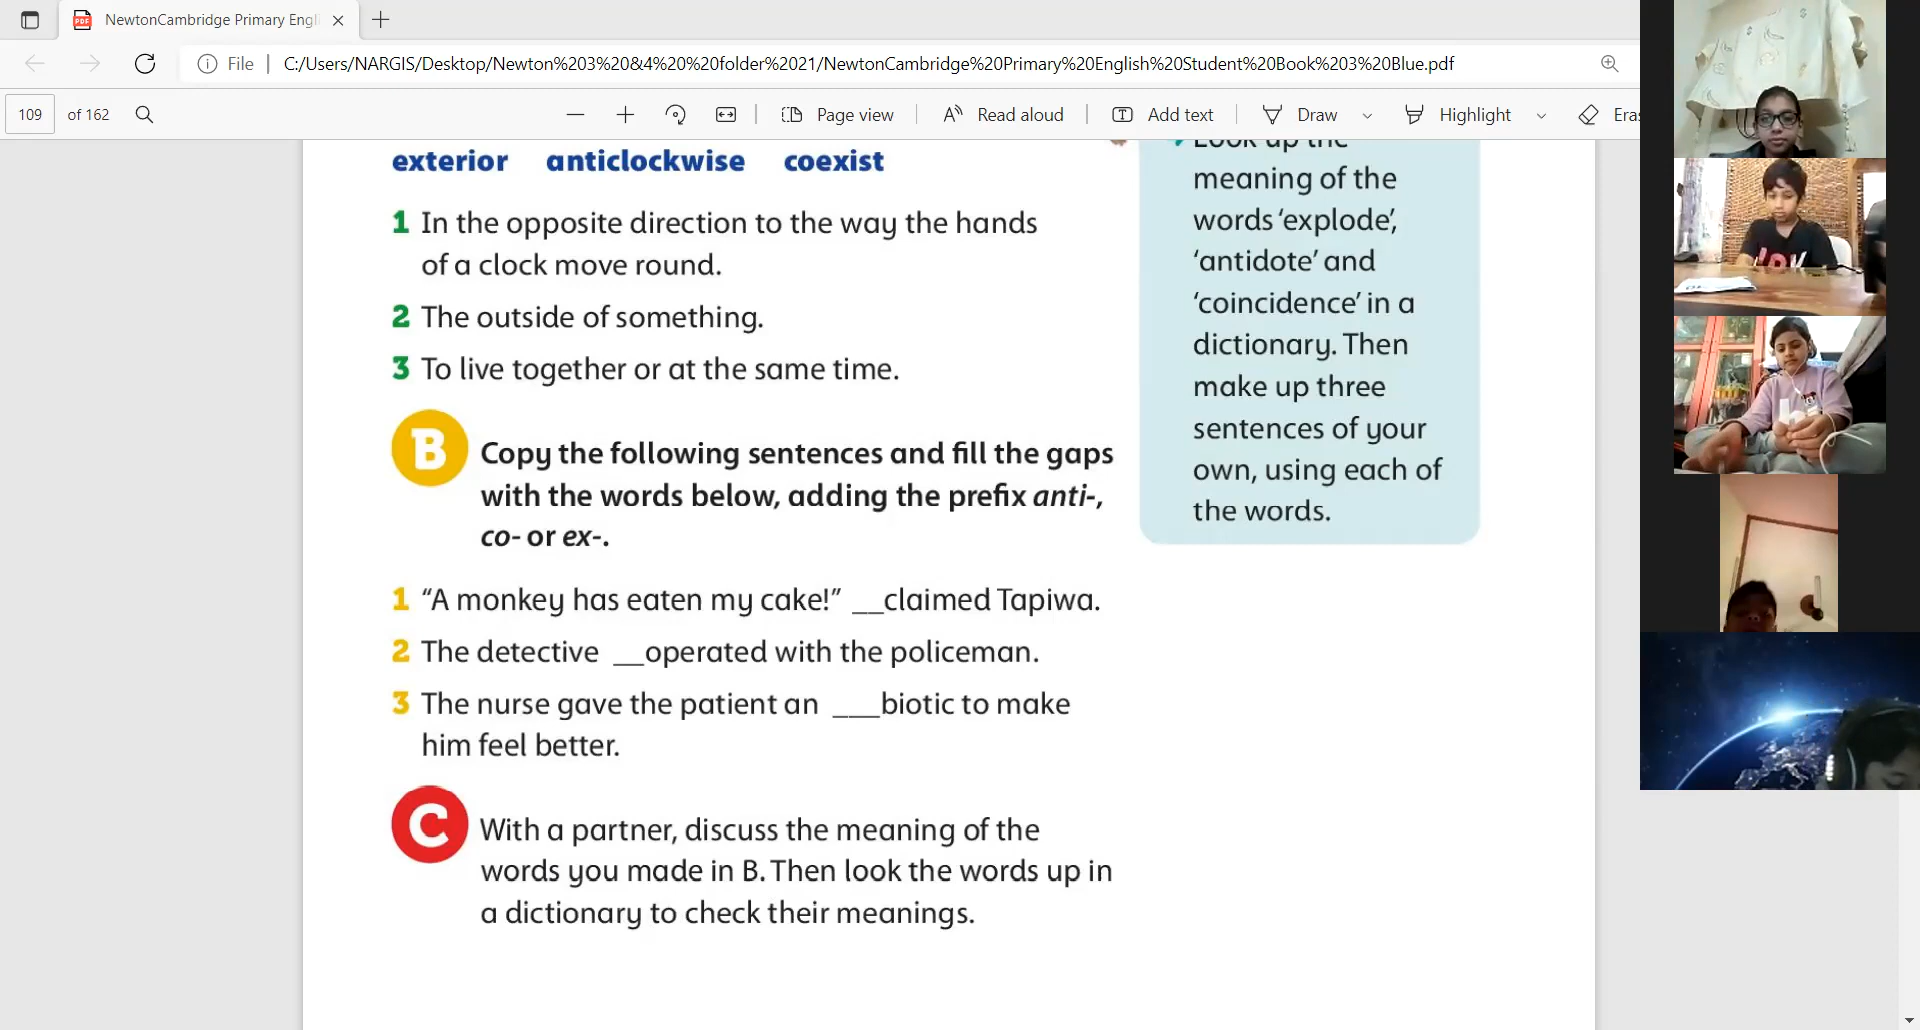 NewtonCambridge Primary Engli
File
C:/Users/NARGIS/Desktop/Newton%203%20&4%20%20folder%2021/NewtonCambridge%20Primary%20English%20Student%20Book%203%20Blue.pdf
109 of 162
Page view
Read aloud
Add text
Draw
Highlight
Eras
exterior anticlockwise coexist
1 In the opposite direction to the way the hands
of a clock move round.
2 The outside of something.
3 To live together or at the same time.
B
Copy the following sentences and fill the gaps
with the words below, adding the prefix anti-,
co- or ex-.
1 “A monkey has eaten my cake!” __claimed Tapiwa.
2 The detective __operated with the policeman.
3 The nurse gave the patient an ___biotic to make
him feel better.
C
With a partner, discuss the meaning of the
words you made in B. Then look the words up in
a dictionary to check their meanings.
Look up the
meaning of the
words ‘explode’,
‘antidote’ and
‘coincidence’ in a
dictionary. Then
make up three
sentences of your
own, using each of
the words.